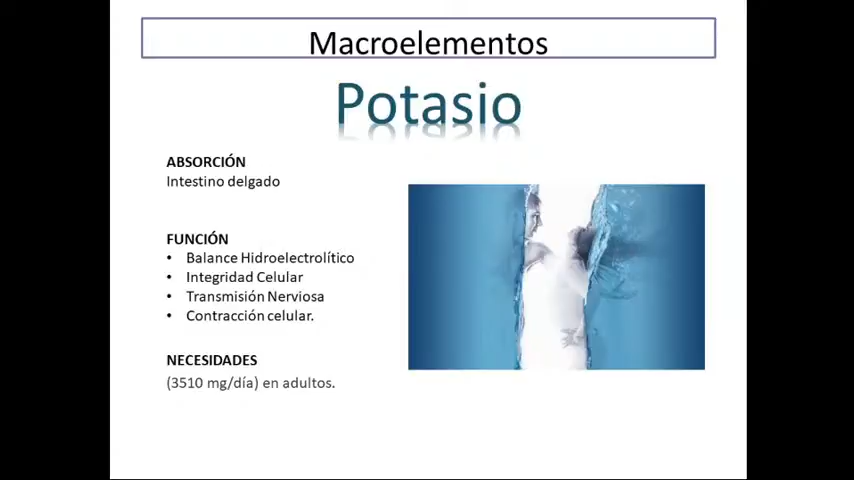 Macroelementos
Potasio
ABSORCIÓN
Intestino delgado
FUNCIÓN
• Balance Hidroelectrolítico
• Integridad Celular
• Transmisión Nerviosa
• Contracción celular.
NECESIDADES
(3510 mg/día) en adultos.